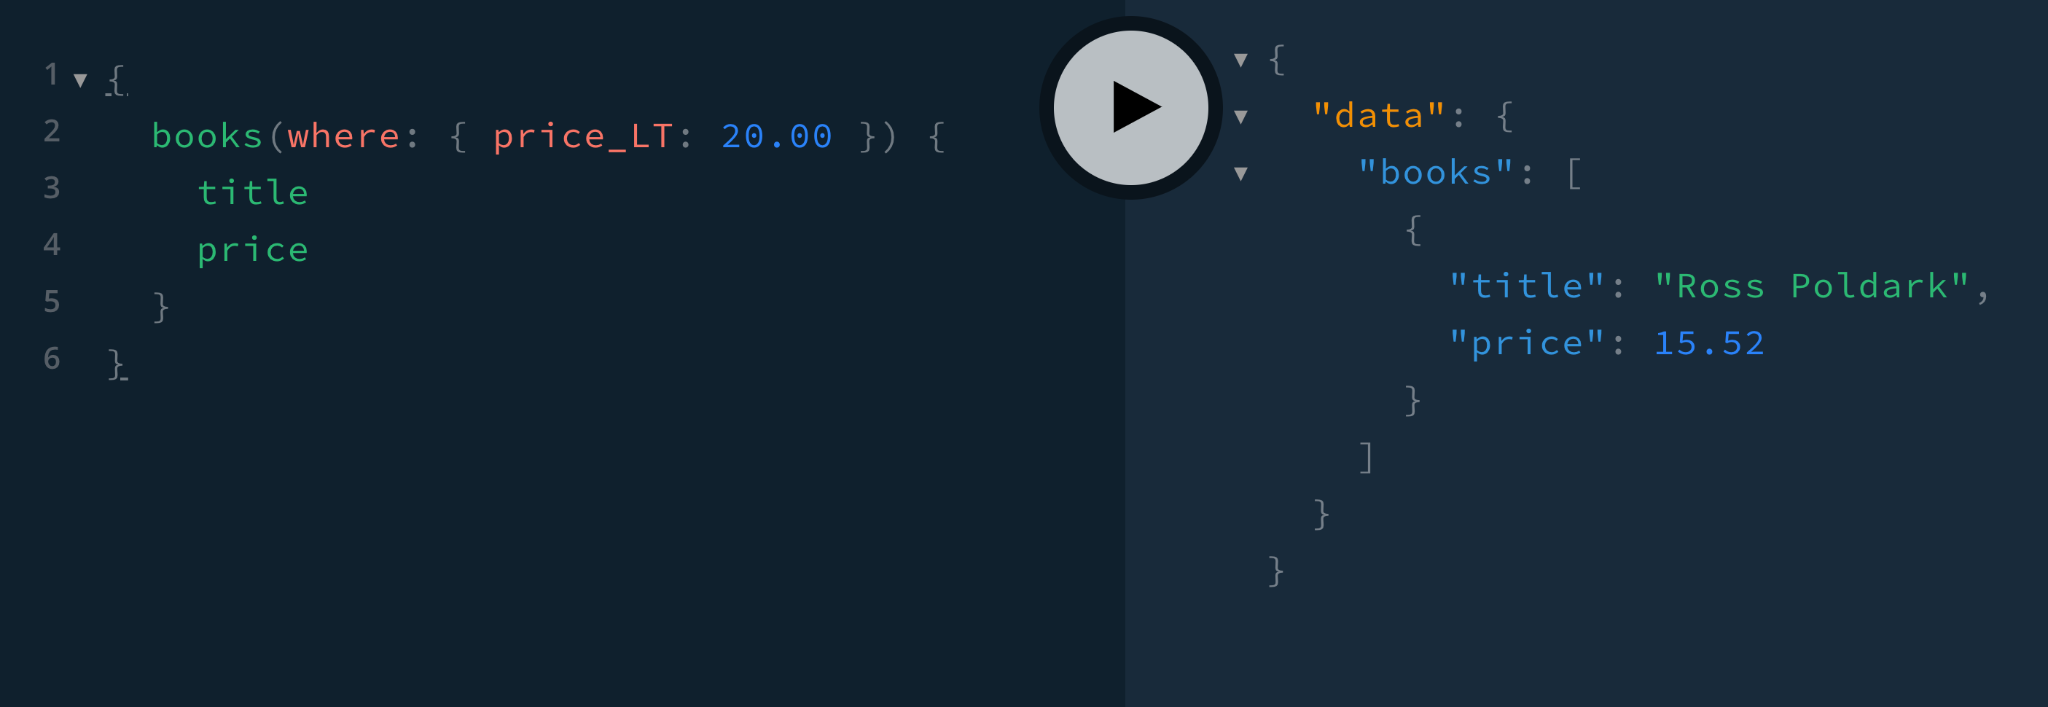 1 {
2 books(where: { price_LT: 20.00 }) {
3 title
4 price
5 }
6 }
{
"data": {
"books": [
{
"title": "Ross Poldark",
"price": 15.52
}
]
}
}